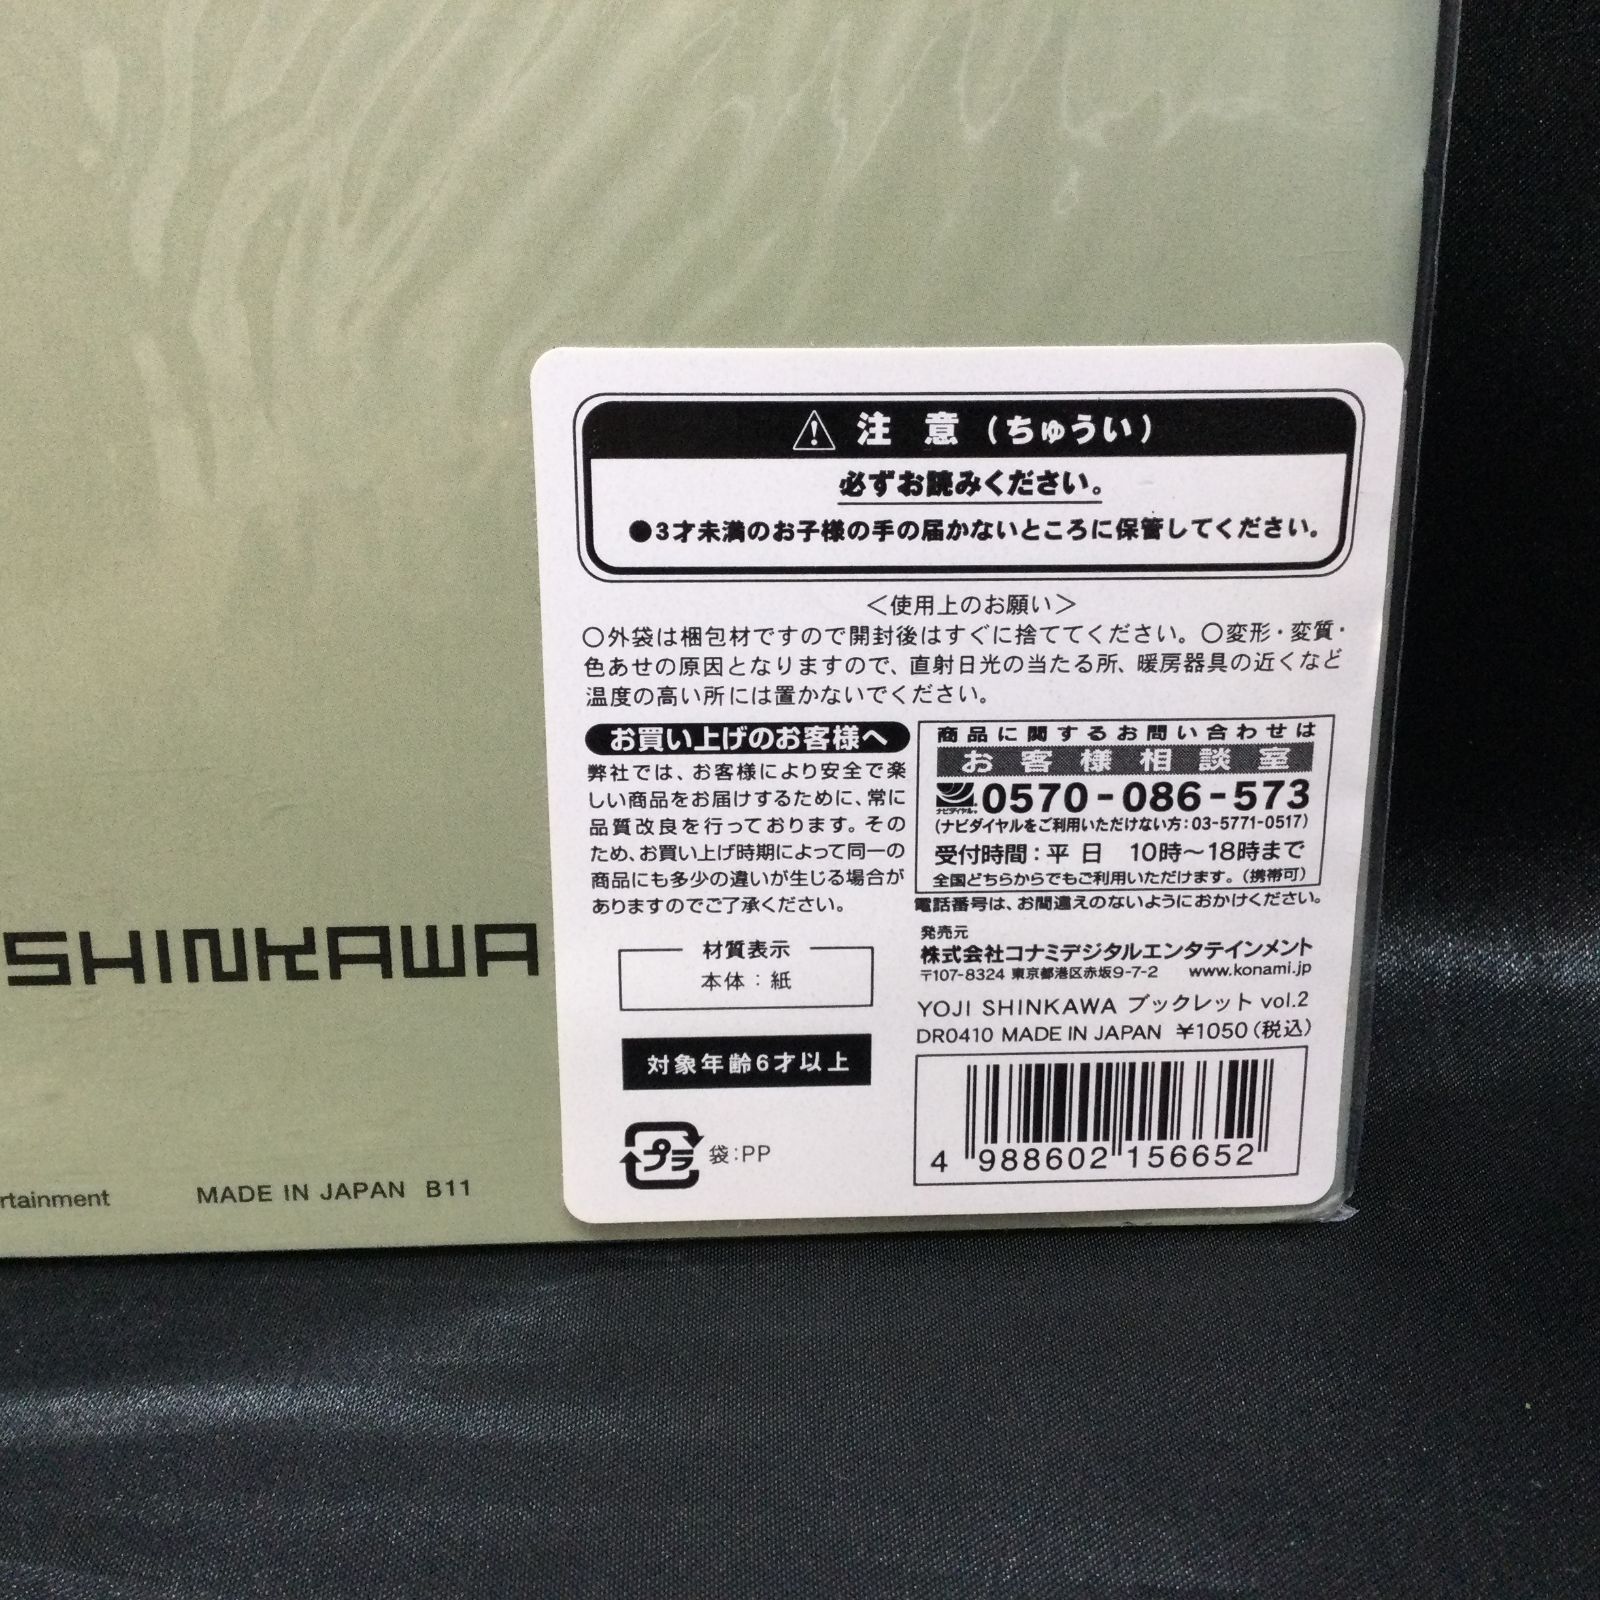 注 意 (ちゅうい)
必ずお読みください。
●3才未満のお子様の手の届かないところに保管してください。
<使用上のお願い>
○外袋は梱包材ですので開封後はすぐに捨ててください。○変形・変質・
色あせの原因となりますので、直射日光の当たる所、暖房器具の近くなど
温度の高い所には置かないでください。
お買い上げのお客様へ
弊社では、お客様により安全で楽
しい商品をお届けするために、常に
品質改良を行っております。その
ため、お買い上げ時期によって同一の
商品にも多少の違いが生じる場合が
ありますのでご了承ください。
材質表示
本体:紙
対象年齢6才以上
プラ 袋:PP
商品に関するお問い合わせは
お客様相談室
ナビダイヤル 0570-086-573
(ナビダイヤルをご利用いただけない方:03-5771-0517)
受付時間:平 日 10時~18時まで
全国どちらからでもご利用いただけます。(携帯可)
電話番号は、お間違えのないようにおかけください。
発売元
株式会社コナミデジタルエンタテインメント
〒107-8324 東京都港区赤坂9-7-2 www.konami.jp
YOJI SHINKAWA ブックレット vol.2
DR0410 MADE IN JAPAN ¥1050(税込)
4 988602 156652
SHINKAWA
rtainment MADE IN JAPAN B11